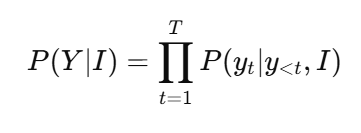 P(Y|I) = ∏_{t=1}^{T} P(y_t|y_{<t}, I)